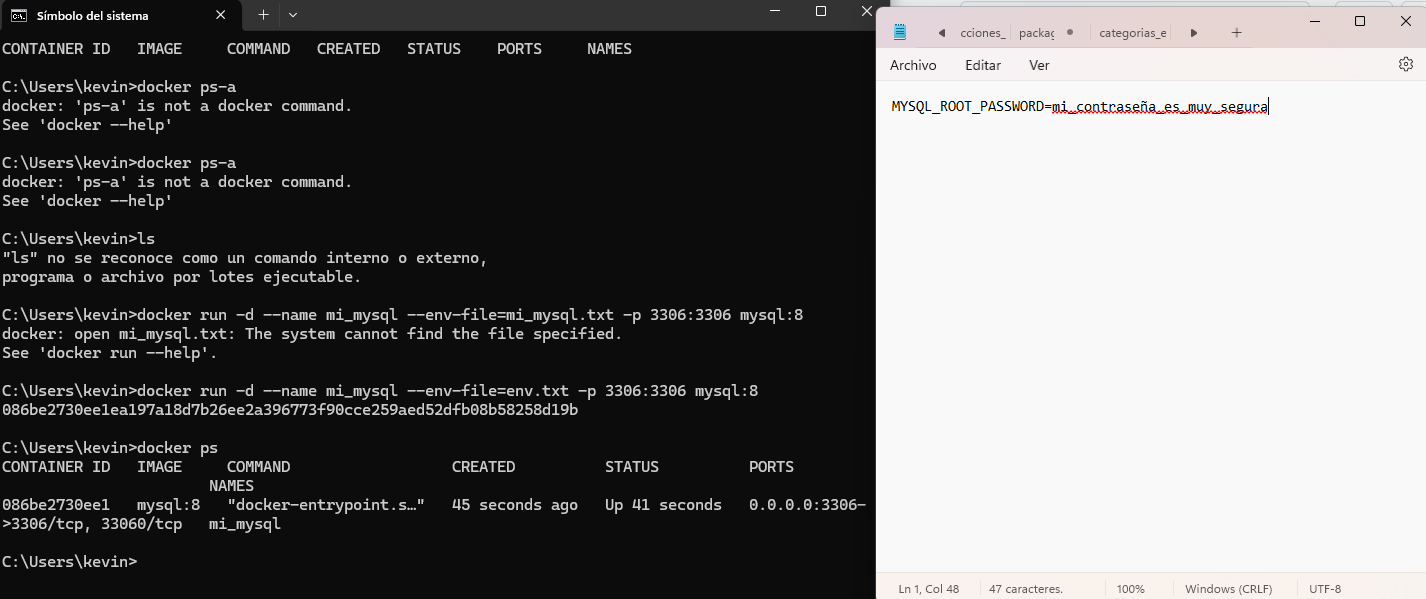 Símbolo del sistema
CONTAINER ID   IMAGE     COMMAND   CREATED   STATUS    PORTS     NAMES
C:\Users\kevin>docker ps-a
docker: 'ps-a' is not a docker command.
See 'docker --help'
C:\Users\kevin>docker ps-a
docker: 'ps-a' is not a docker command.
See 'docker --help'
C:\Users\kevin>ls
"ls" no se reconoce como un comando interno o externo,
programa o archivo por lotes ejecutable.
C:\Users\kevin>docker run -d --name mi_mysql --env-file=mi_mysql.txt -p 3306:3306 mysql:8
docker: open mi_mysql.txt: The system cannot find the file specified.
See 'docker run --help'.
C:\Users\kevin>docker run -d --name mi_mysql --env-file=env.txt -p 3306:3306 mysql:8
086be2730ee1ea197a18d7b26ee2a396773f90cce259aed52dfb08b58258d19b
C:\Users\kevin>docker ps
CONTAINER ID   IMAGE     COMMAND                  CREATED          STATUS          PORTS
NAMES
086be2730ee1   mysql:8   "docker-entrypoint.s…"   45 seconds ago   Up 41 seconds   0.0.0.0:3306-
>3306/tcp, 33060/tcp   mi_mysql
C:\Users\kevin>
cciones_ packag categorias_e
Archivo Editar Ver
MYSQL_ROOT_PASSWORD=mi_contraseña_es_muy_segura
Ln 1, Col 48 47 caracteres. 100% Windows (CRLF) UTF-8